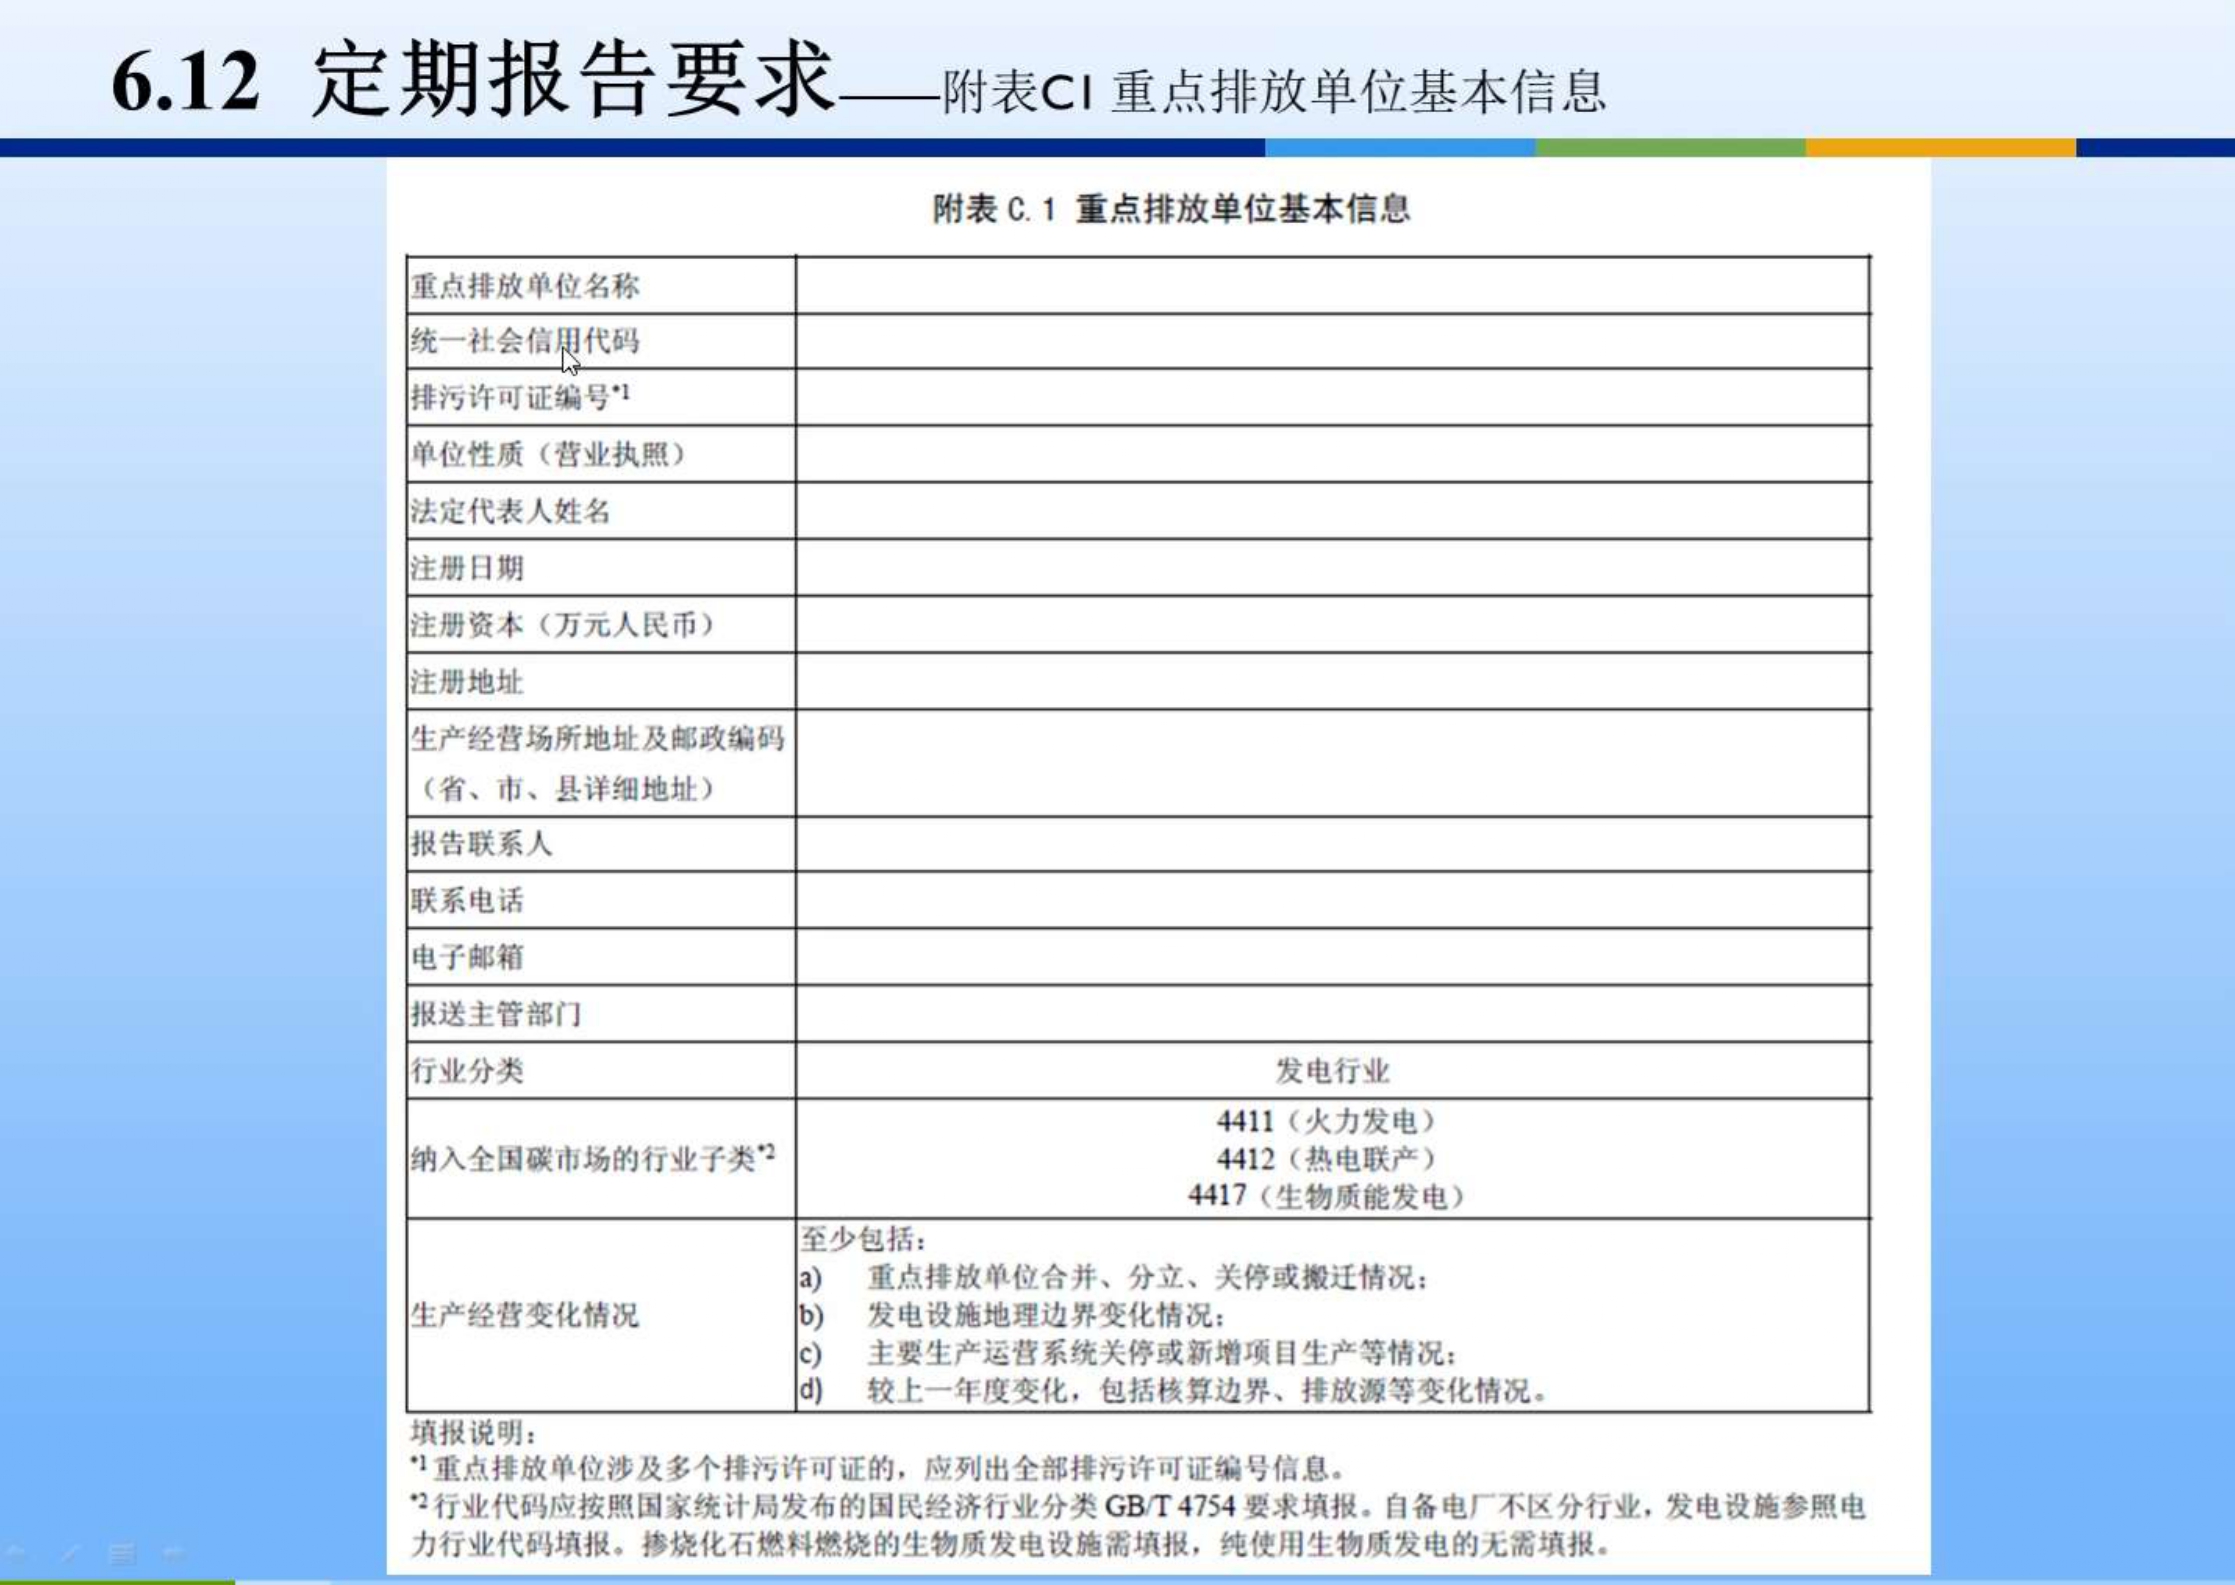 6.12 定期报告要求——附表CI 重点排放单位基本信息
附表 C.1 重点排放单位基本信息
重点排放单位名称
统一社会信用代码
排污许可证编号*1
单位性质（营业执照）
法定代表人姓名
注册日期
注册资本（万元人民币）
注册地址
生产经营场所地址及邮政编码
（省、市、县详细地址）
报告联系人
联系电话
电子邮箱
报送主管部门
行业分类
发电行业
纳入全国碳市场的行业子类*2
4411（火力发电）
4412（热电联产）
4417（生物质能发电）
生产经营变化情况
至少包括：
a) 重点排放单位合并、分立、关停或搬迁情况；
b) 发电设施地理边界变化情况；
c) 主要生产运营系统关停或新增项目生产等情况；
d) 较上一年度变化，包括核算边界、排放源等变化情况。
填报说明：
*1 重点排放单位涉及多个排污许可证的，应列出全部排污许可证编号信息。
*2 行业代码应按照国家统计局发布的国民经济行业分类 GB/T 4754 要求填报。自备电厂不区分行业，发电设施参照电
力行业代码填报。掺烧化石燃料燃烧的生物质发电设施需填报，纯使用生物质发电的无需填报。